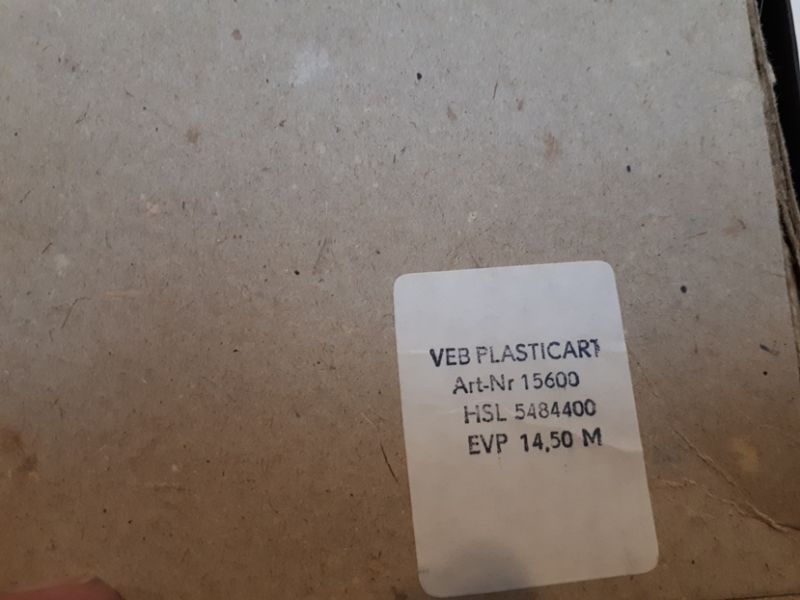 VEB PLASTICART
Art-Nr 15600
HSL 5484400
EVP 14,50 M